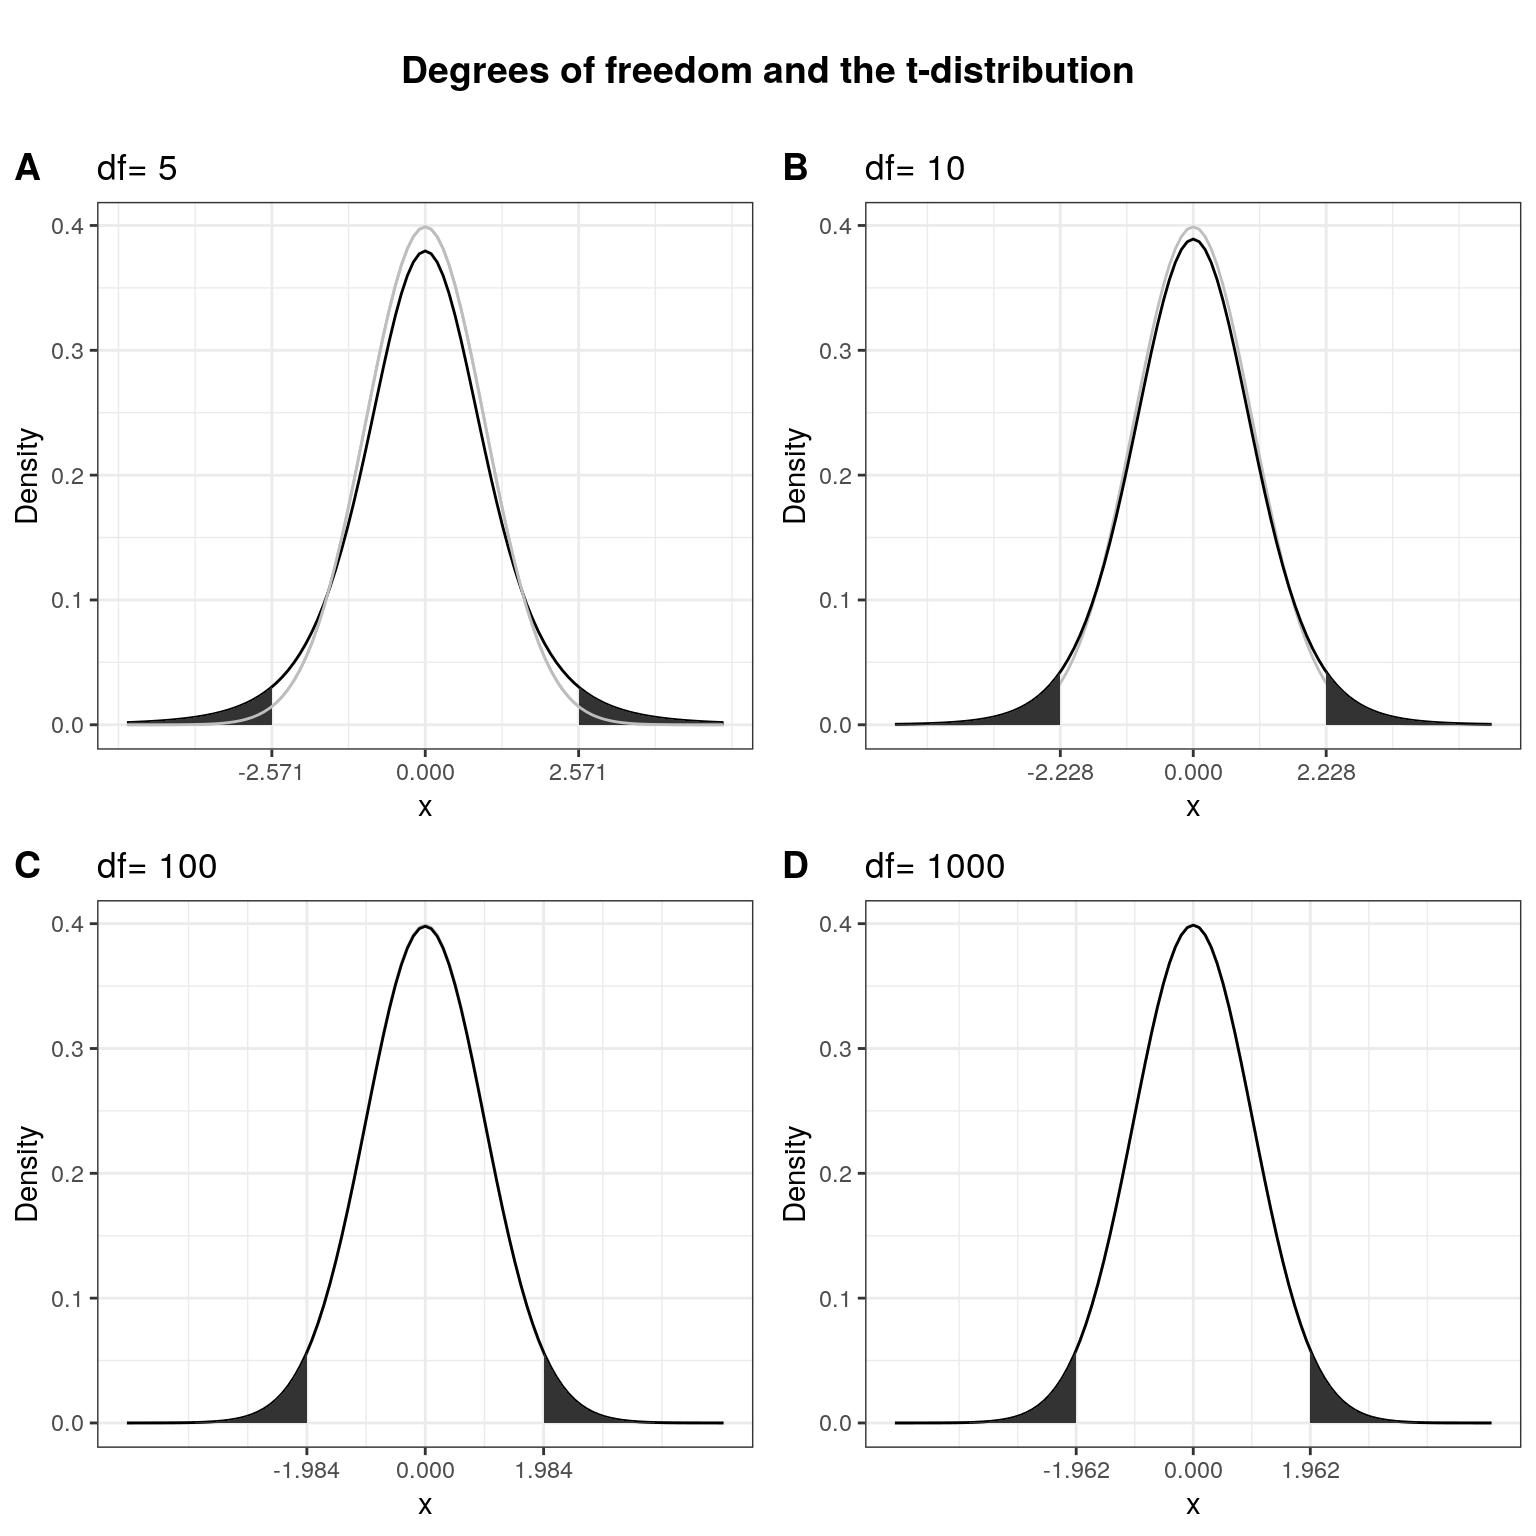 Degrees of freedom and the t-distribution
A
df= 5
0.4
0.3
0.2
0.1
0.0
Density
-2.571 0.000 2.571
x
B
df= 10
0.4
0.3
0.2
0.1
0.0
Density
-2.228 0.000 2.228
x
C
df= 100
0.4
0.3
0.2
0.1
0.0
Density
-1.984 0.000 1.984
x
D
df= 1000
0.4
0.3
0.2
0.1
0.0
Density
-1.962 0.000 1.962
x